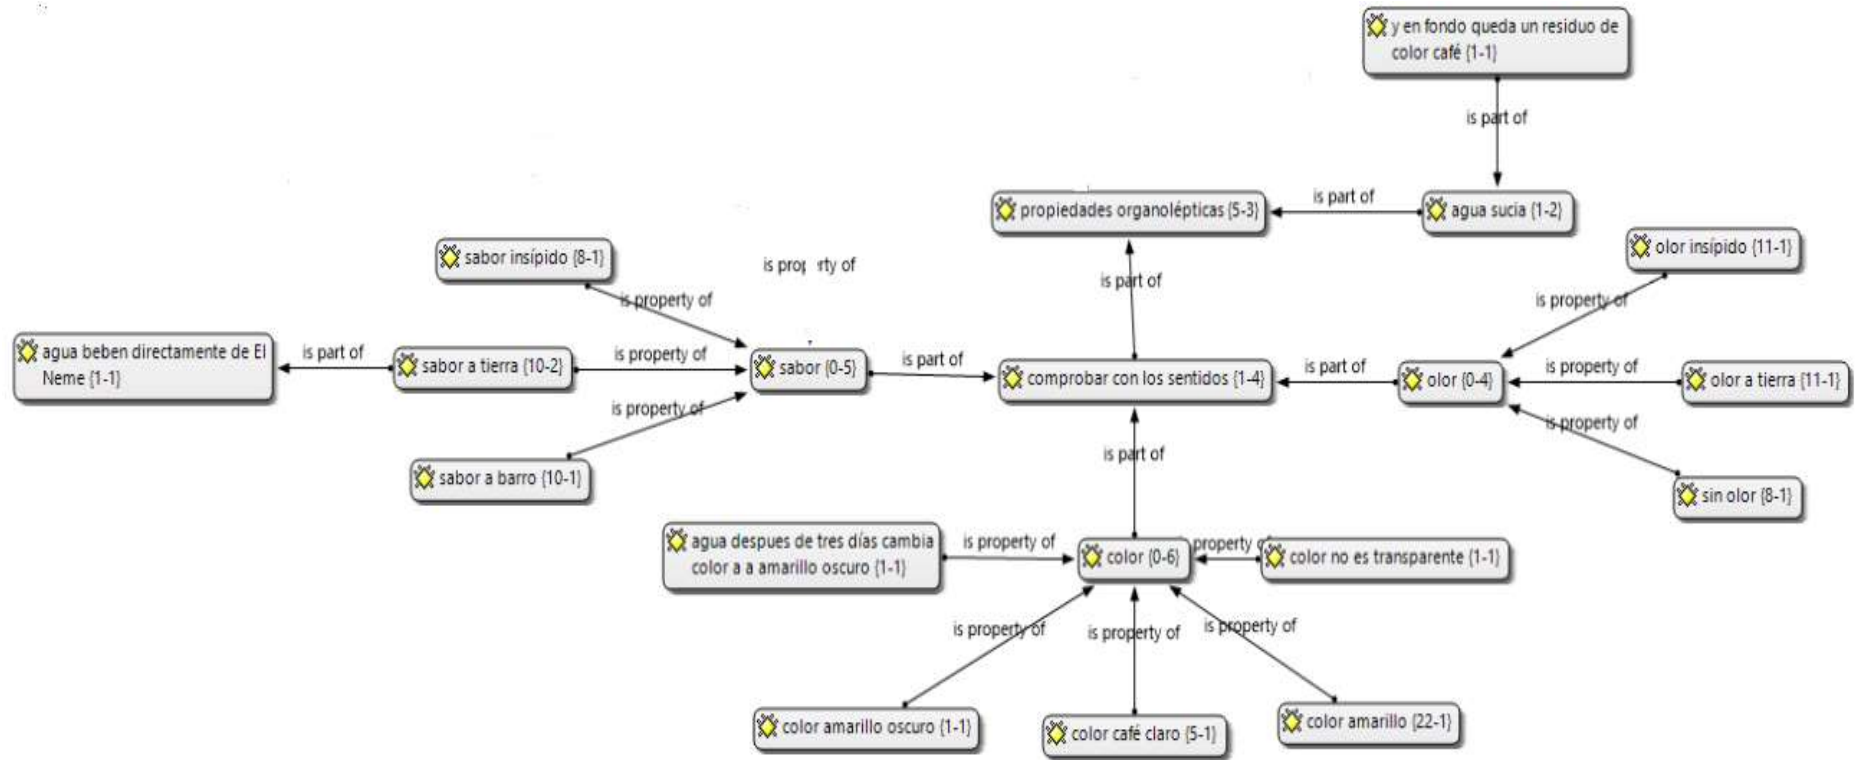 y en fondo queda un residuo de
color café {1-1}
is part of
propiedades organolépticas {5-3}
is part of
agua sucia {1-2}
sabor insípido {8-1}
is property of
olor insípido {11-1}
is part of
is property of
is property of
agua beben directamente de El
Neme {1-1}
is part of
sabor a tierra {10-2}
is property of
sabor {0-5}
is part of
comprobar con los sentidos {1-4}
is part of
olor {0-4}
is property of
olor a tierra {11-1}
is property of
is property of
sabor a barro {10-1}
is part of
sin olor {8-1}
agua despues de tres días cambia
color a a amarillo oscuro {1-1}
is property of
color {0-6}
property of
color no es transparente {1-1}
is property of
is property of
is property of
color amarillo oscuro {1-1}
color café claro {5-1}
color amarillo {22-1}